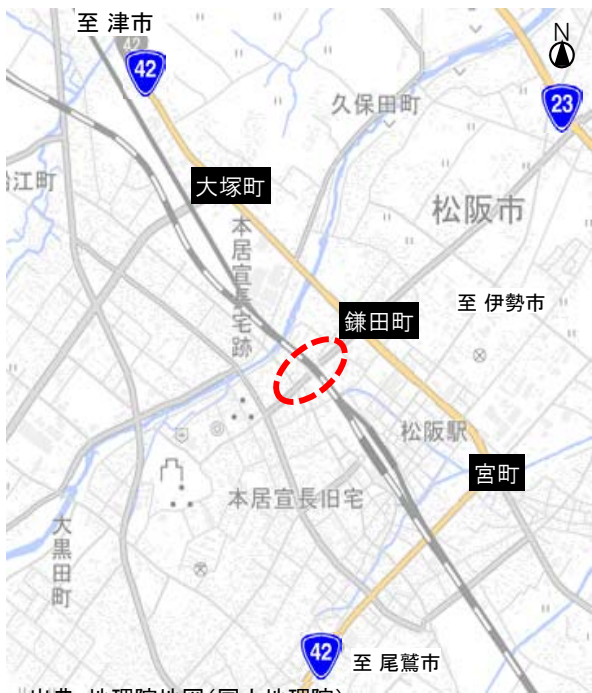 至 津市
42
42
N
23
久保田町
江町
大塚町
松阪市
本居宣長宅跡
至 伊勢市
鎌田町
松阪駅
宮町
本居宣長旧宅
大黒田町
42
至 尾鷲市